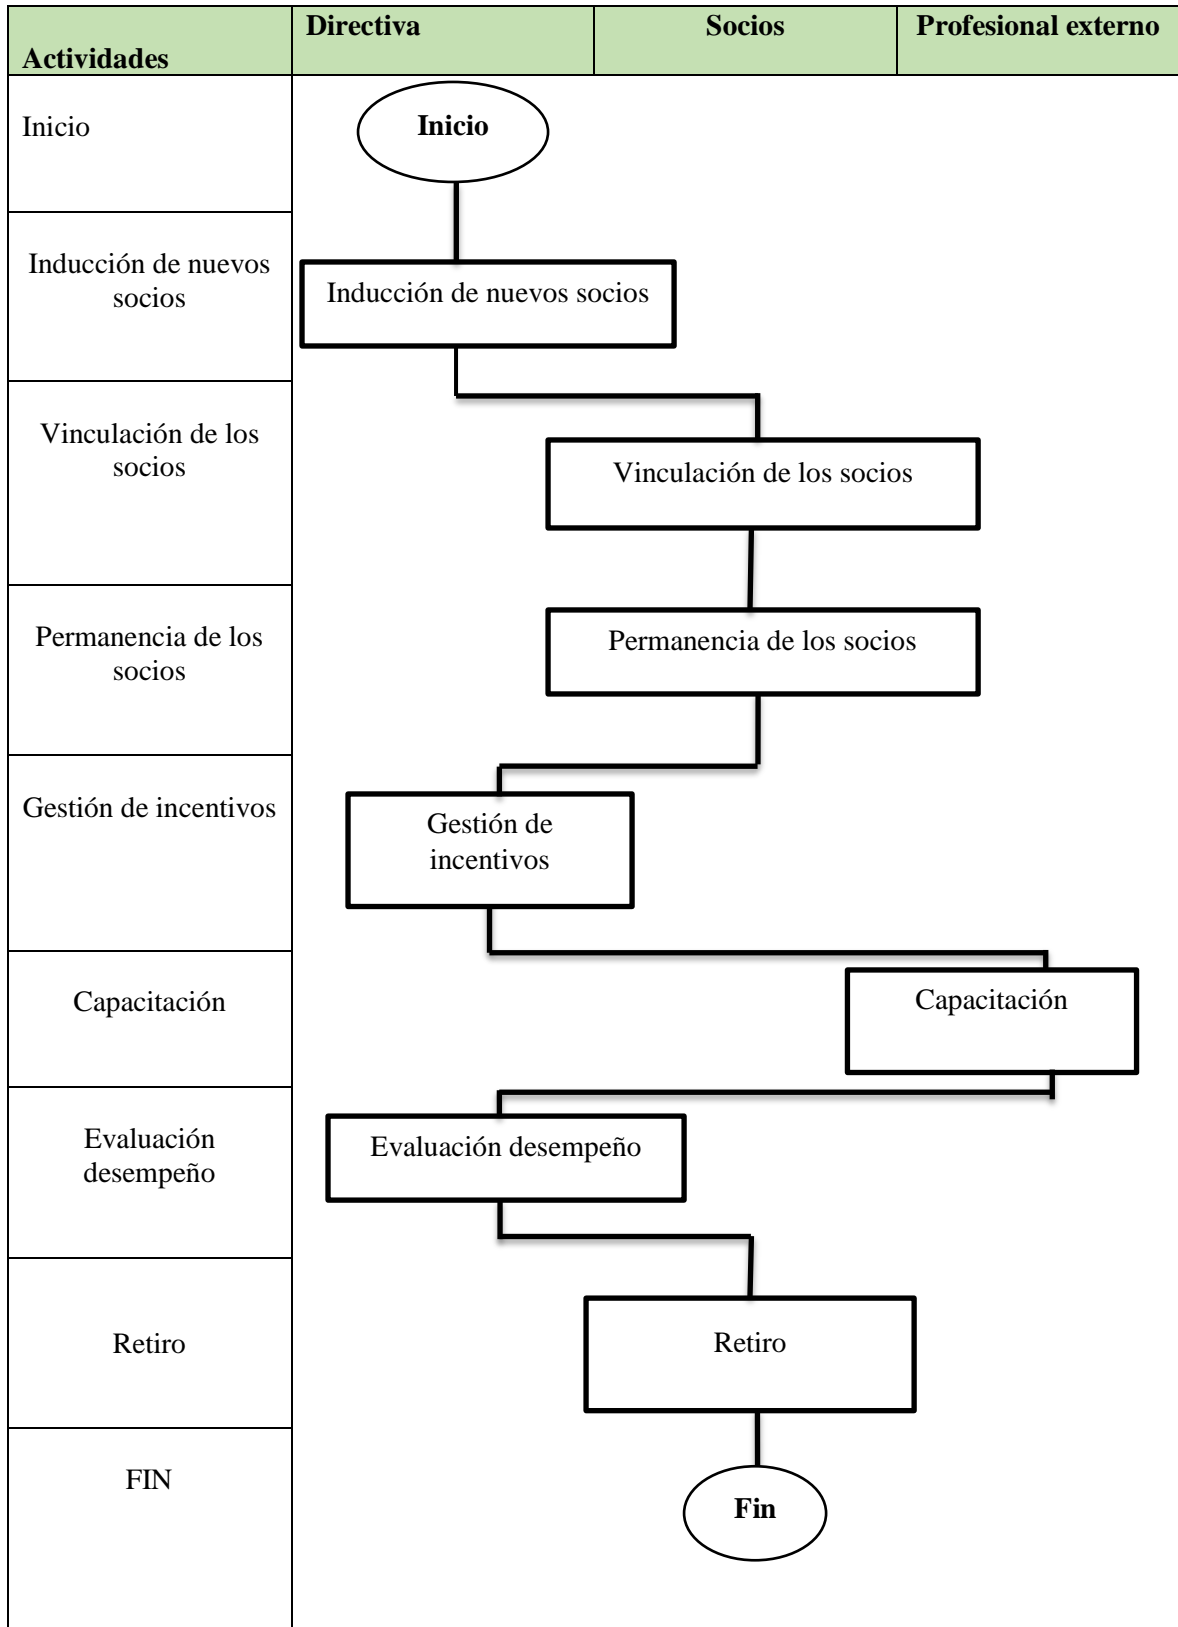 Actividades
Directiva
Socios
Profesional externo
Inicio
Inicio
Inducción de nuevos
socios
Inducción de nuevos socios
Vinculación de los
socios
Vinculación de los socios
Permanencia de los
socios
Permanencia de los socios
Gestión de incentivos
Gestión de
incentivos
Capacitación
Capacitación
Evaluación
desempeño
Evaluación desempeño
Retiro
Retiro
FIN
Fin